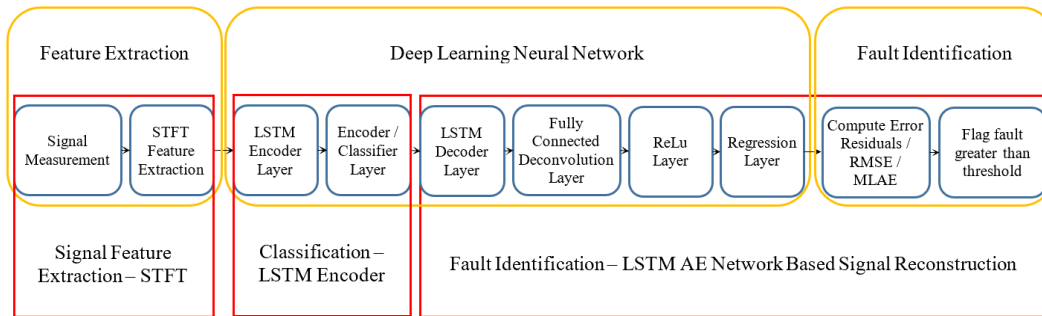 Feature Extraction
Deep Learning Neural Network
Fault Identification
Signal
Measurement
STFT
Feature
Extraction
LSTM
Encoder
Layer
Encoder /
Classifier
Layer
LSTM
Decoder
Layer
Fully
Connected
Deconvolution
Layer
ReLu
Layer
Regression
Layer
Compute Error
Residuals /
RMSE /
MLAE
Flag fault
greater than
threshold
Signal Feature
Extraction – STFT
Classification –
LSTM Encoder
Fault Identification – LSTM AE Network Based Signal Reconstruction